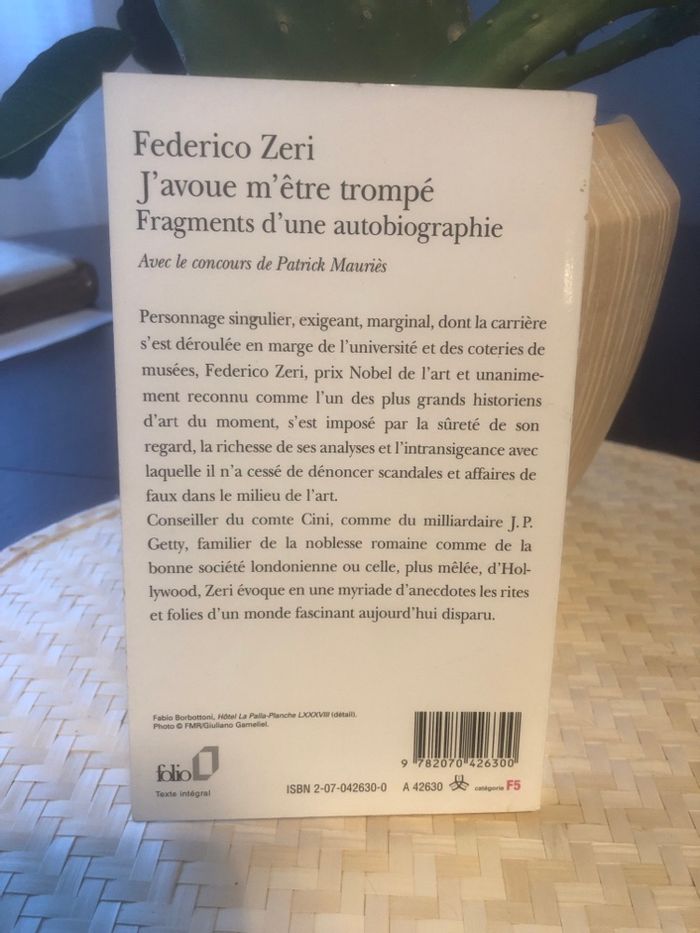 Federico Zeri
J'avoue m'être trompé
Fragments d'une autobiographie
Avec le concours de Patrick Mauriès
Personnage singulier, exigeant, marginal, dont la carrière
s'est déroulée en marge de l'université et des coteries de
musées, Federico Zeri, prix Nobel de l'art et unanime-
ment reconnu comme l'un des plus grands historiens
d'art du moment, s'est imposé par la sûreté de son
regard, la richesse de ses analyses et l'intransigeance avec
laquelle il n'a cessé de dénoncer scandales et affaires de
faux dans le milieu de l'art.
Conseiller du comte Cini, comme du milliardaire J. P.
Getty, familier de la noblesse romaine comme de la
bonne société londonienne ou celle, plus mêlée, d'Hol-
lywood, Zeri évoque en une myriade d'anecdotes les rites
et folies d'un monde fascinant aujourd'hui disparu.
Fabio Borbottoni, Hôtel La Palla-Planche LXXXVIII (détail).
Photo © FMR/Giuliano Gameliel.
9 782070 426300
folio
Texte intégral
ISBN 2-07-042630-0 A 42630 catégorie F5